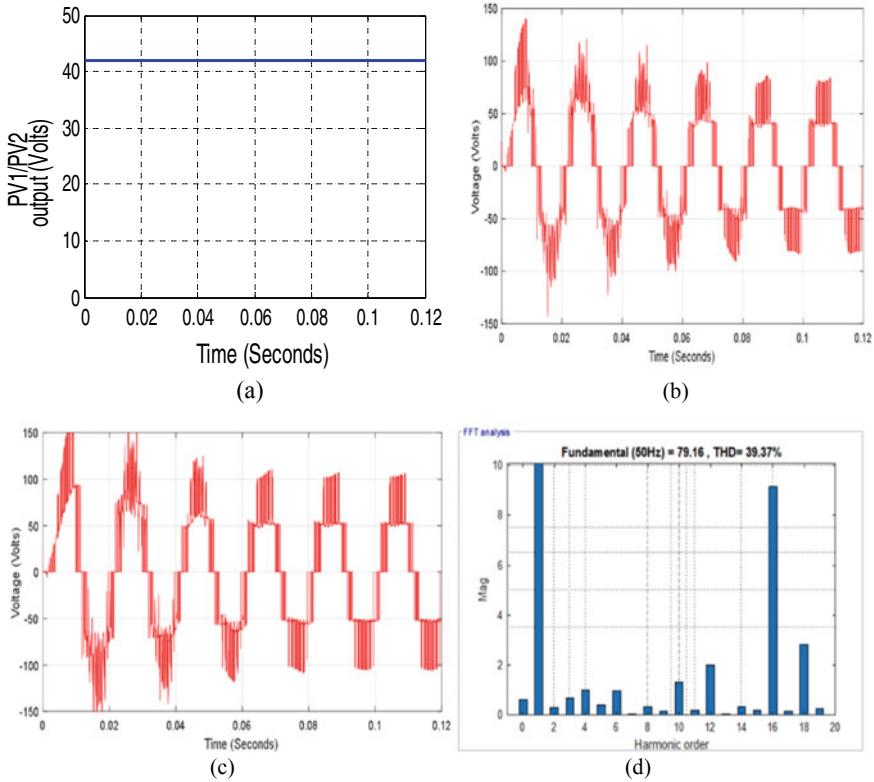 50
40
30
20
10
0
PV1/PV2
output (Volts)
0 0.02 0.04 0.06 0.08 0.1 0.12
Time (Seconds)
(a)
150
100
50
0
-50
-100
-150
Voltage (Volts)
0 0.02 0.04 0.06 0.08 0.1 0.12
Time (Seconds)
(b)
150
100
50
0
-50
-100
-150
Voltage (Volts)
0 0.02 0.04 0.06 0.08 0.1 0.12
Time (Seconds)
(c)
FFT analysis
Fundamental (50Hz) = 79.16 , THD= 39.37%
10
8
6
4
2
0
Mag
0 2 4 6 8 10 12 14 16 18 20
Harmonic order
(d)